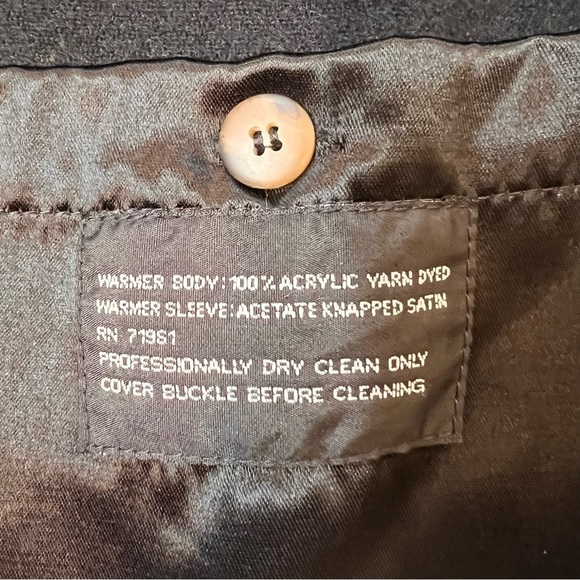 WARMER BODY:100% ACRYLIC YARN DYED
WARMER SLEEVE:ACETATE KNAPPED SATIN
RN 71961
PROFESSIONALLY DRY CLEAN ONLY
COVER BUCKLE BEFORE CLEANING